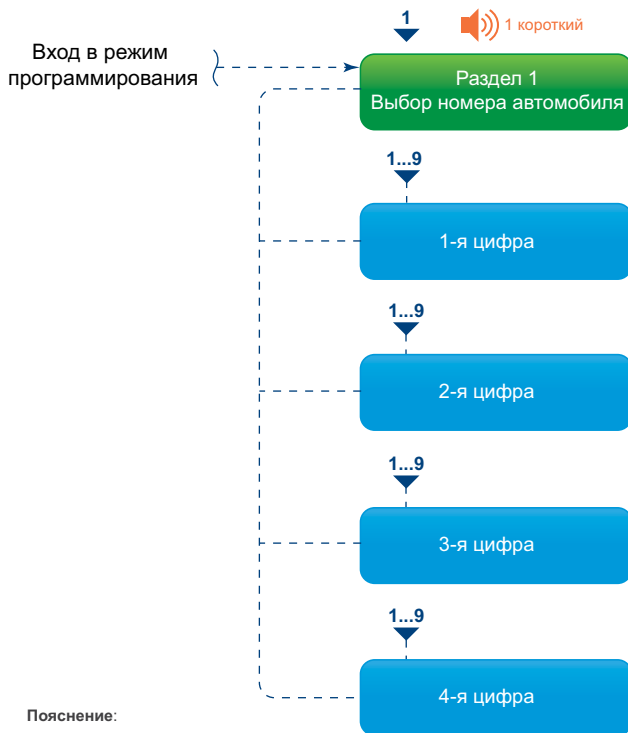 1
1 короткий
Вход в режим
программирования
Раздел 1
Выбор номера автомобиля
1...9
1-я цифра
1...9
2-я цифра
1...9
3-я цифра
1...9
4-я цифра
Пояснение: